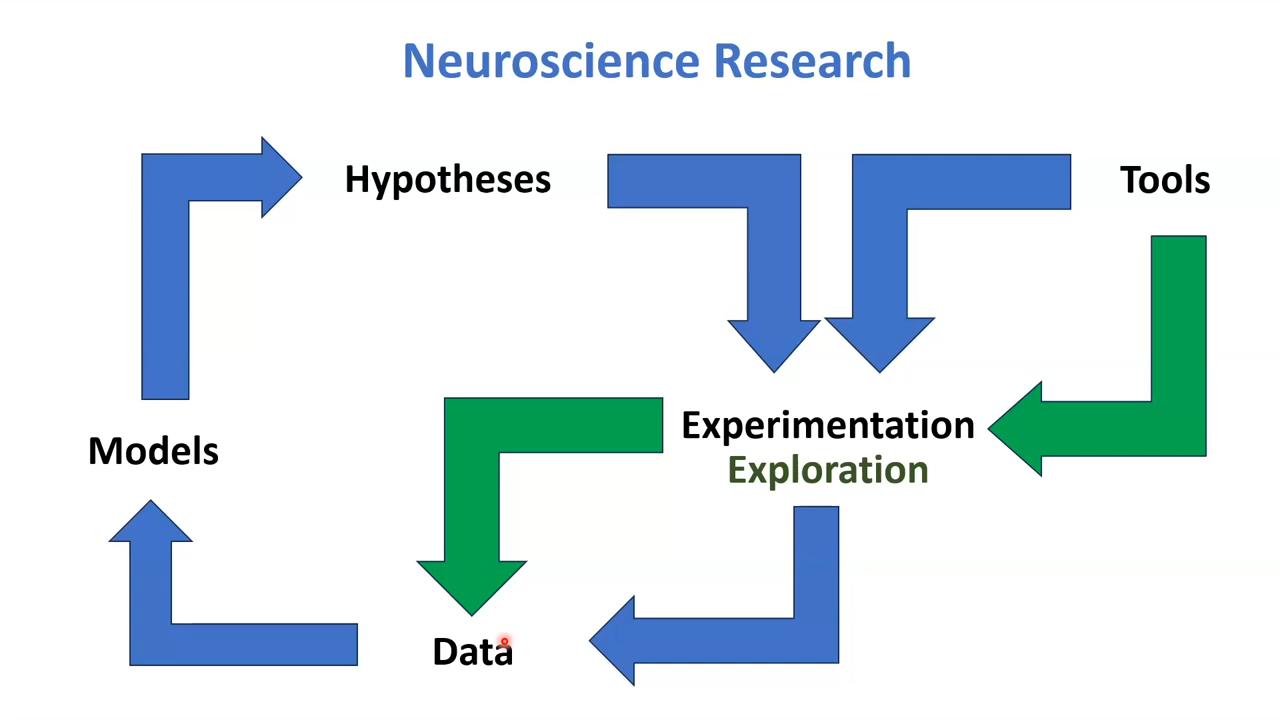 Neuroscience Research
Hypotheses
Tools
Experimentation
Exploration
Models
Data